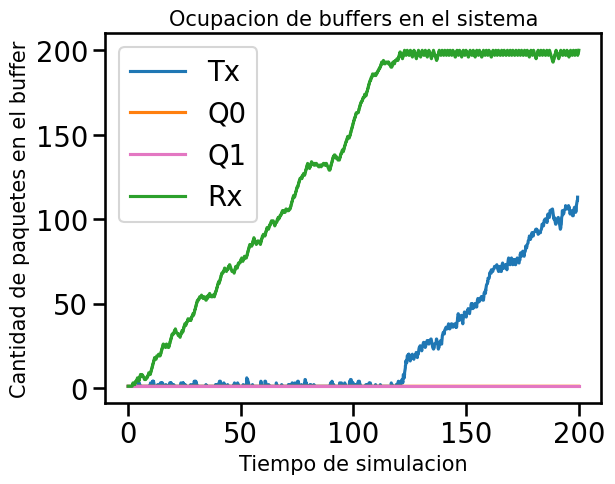 Ocupacion de buffers en el sistema
Cantidad de paquetes en el buffer
200
150
100
50
0
Tx
Q0
Q1
Rx
0 50 100 150 200
Tiempo de simulacion